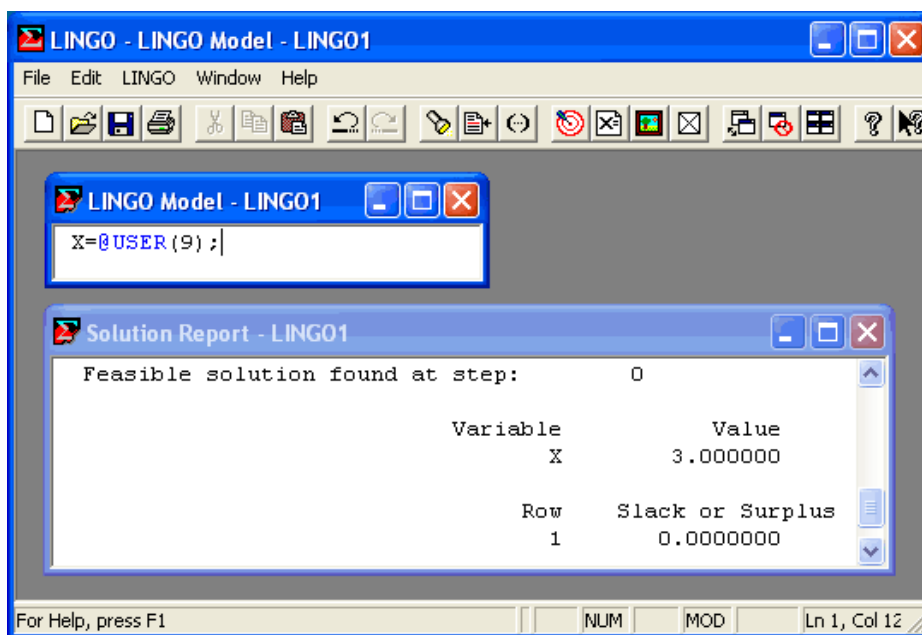 LINGO - LINGO Model - LINGO1
File Edit LINGO Window Help
LINGO Model - LINGO1
X=@USER(9);
Solution Report - LINGO1
Feasible solution found at step: 0
Variable Value
X 3.000000
Row Slack or Surplus
1 0.0000000
For Help, press F1 NUM MOD Ln 1, Col 12